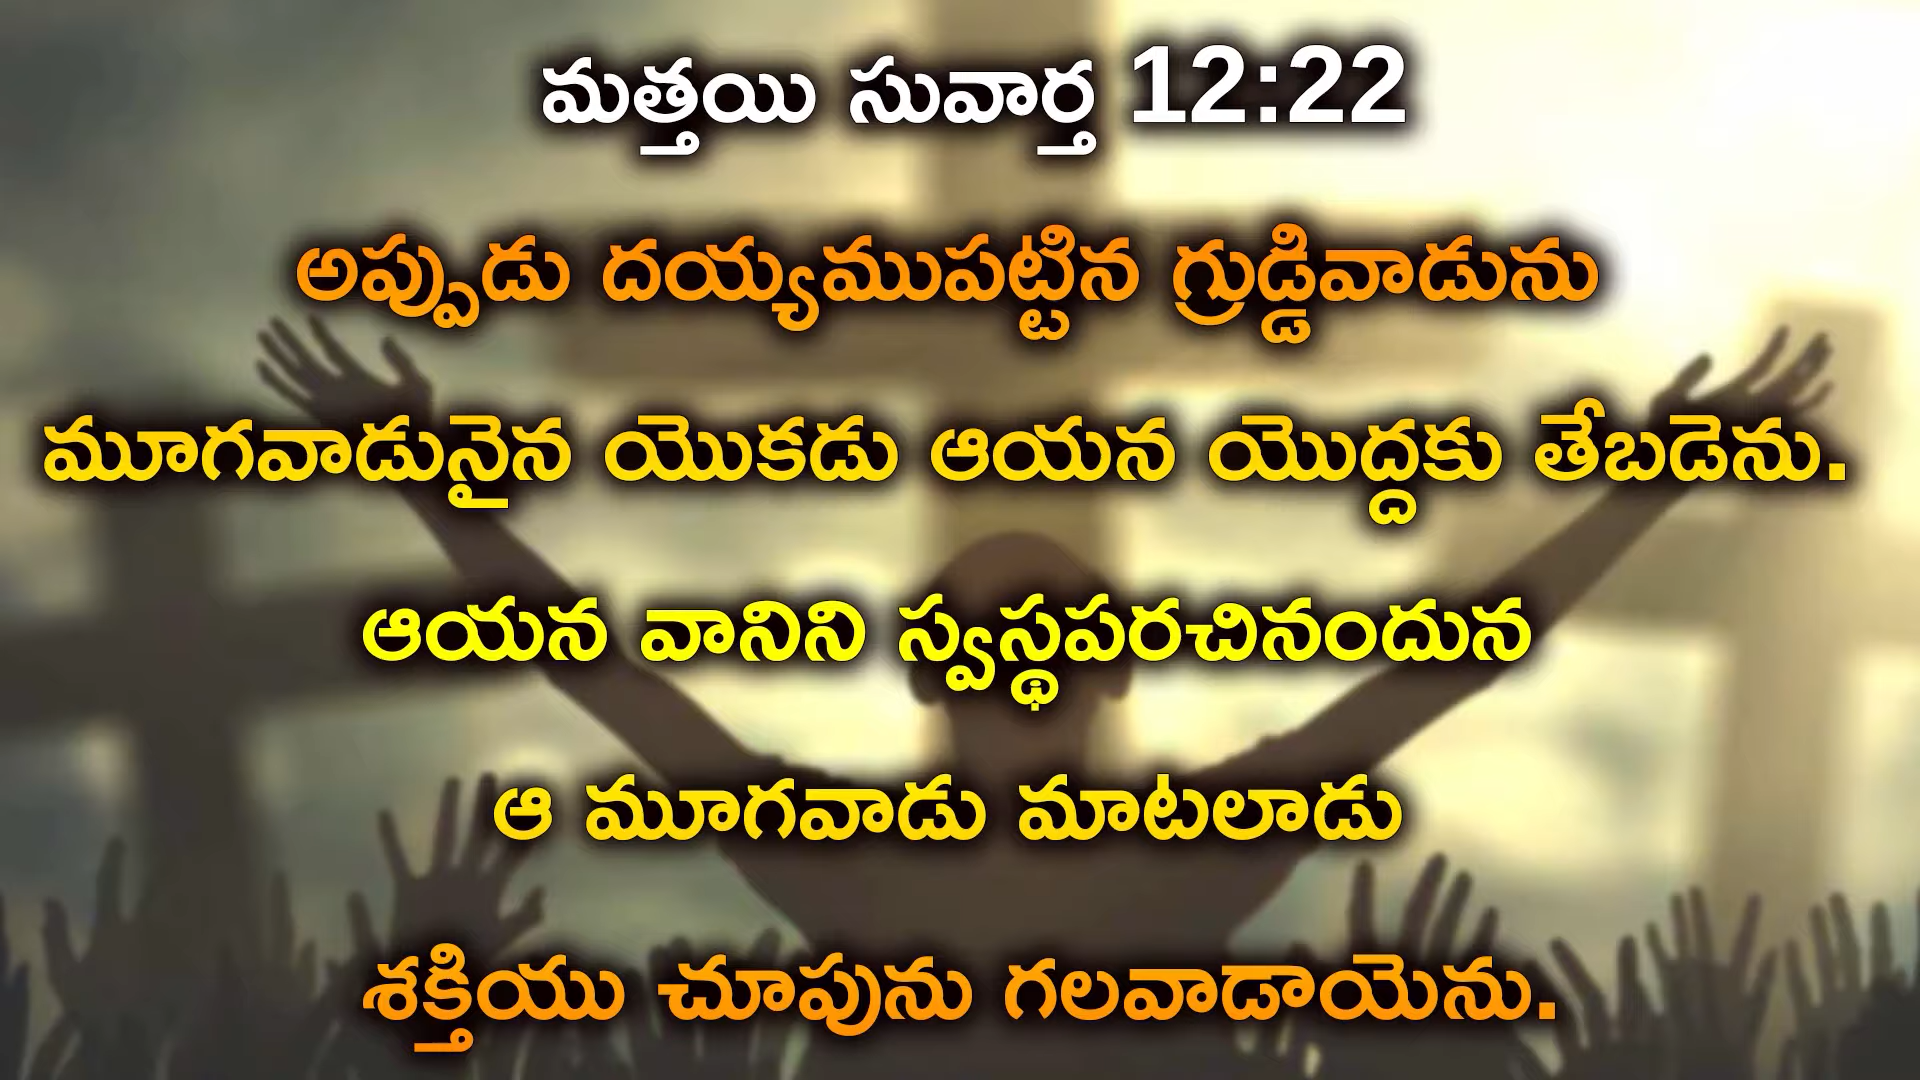 మత్తయి సువార్త 12:22
అప్పుడు దయ్యముపట్టిన గ్రుడ్డివాడును
మూగవాడునైన యొకడు ఆయన యొద్దకు తేబడెను.
ఆయన వానిని స్వస్థపరచినందున
ఆ మూగవాడు మాటలాడు
శక్తియు చూపును గలవాడాయెను.